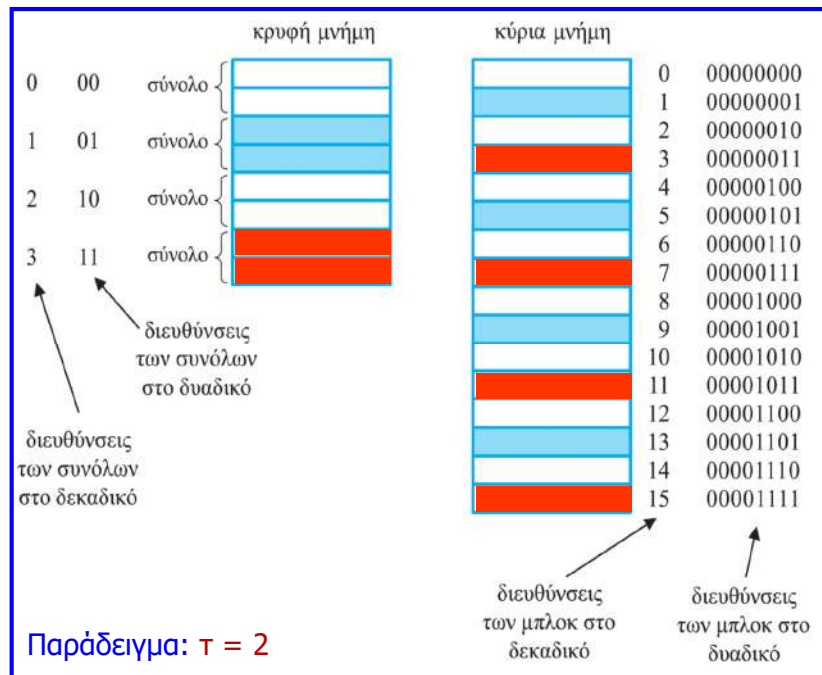 κρυφή μνήμη
κύρια μνήμη
0 00 σύνολο
1 01 σύνολο
2 10 σύνολο
3 11 σύνολο
0 00000000
1 00000001
2 00000010
3 00000011
4 00000100
5 00000101
6 00000110
7 00000111
8 00001000
9 00001001
10 00001010
11 00001011
12 00001100
13 00001101
14 00001110
15 00001111
διευθύνσεις
των συνόλων
στο δυαδικό
διευθύνσεις
των συνόλων
στο δεκαδικό
διευθύνσεις
των μπλοκ στο
δεκαδικό
διευθύνσεις
των μπλοκ στο
δυαδικό
Παράδειγμα: τ = 2